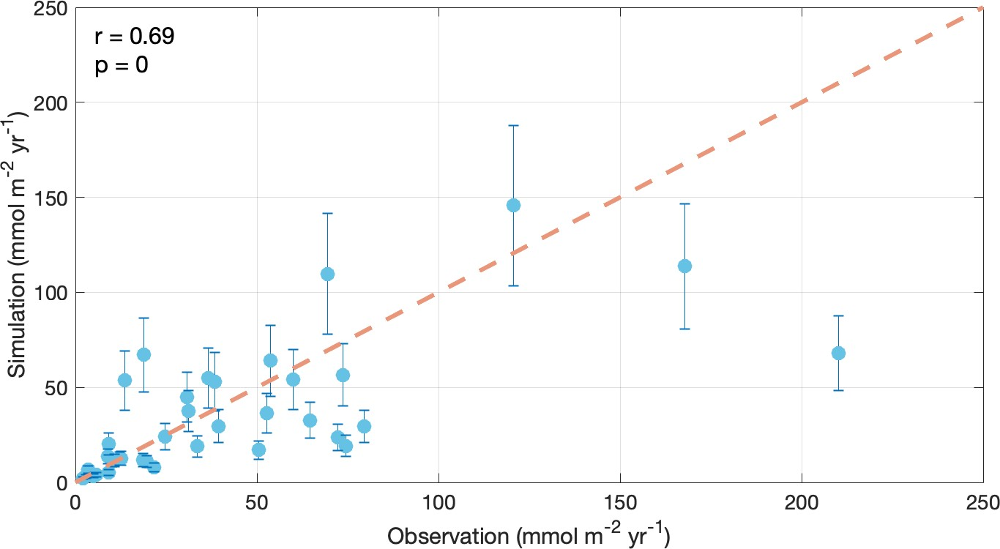 r = 0.69
p = 0
250
200
150
100
50
0
Simulation (mmol m⁻² yr⁻¹)
0 50 100 150 200 250
Observation (mmol m⁻² yr⁻¹)